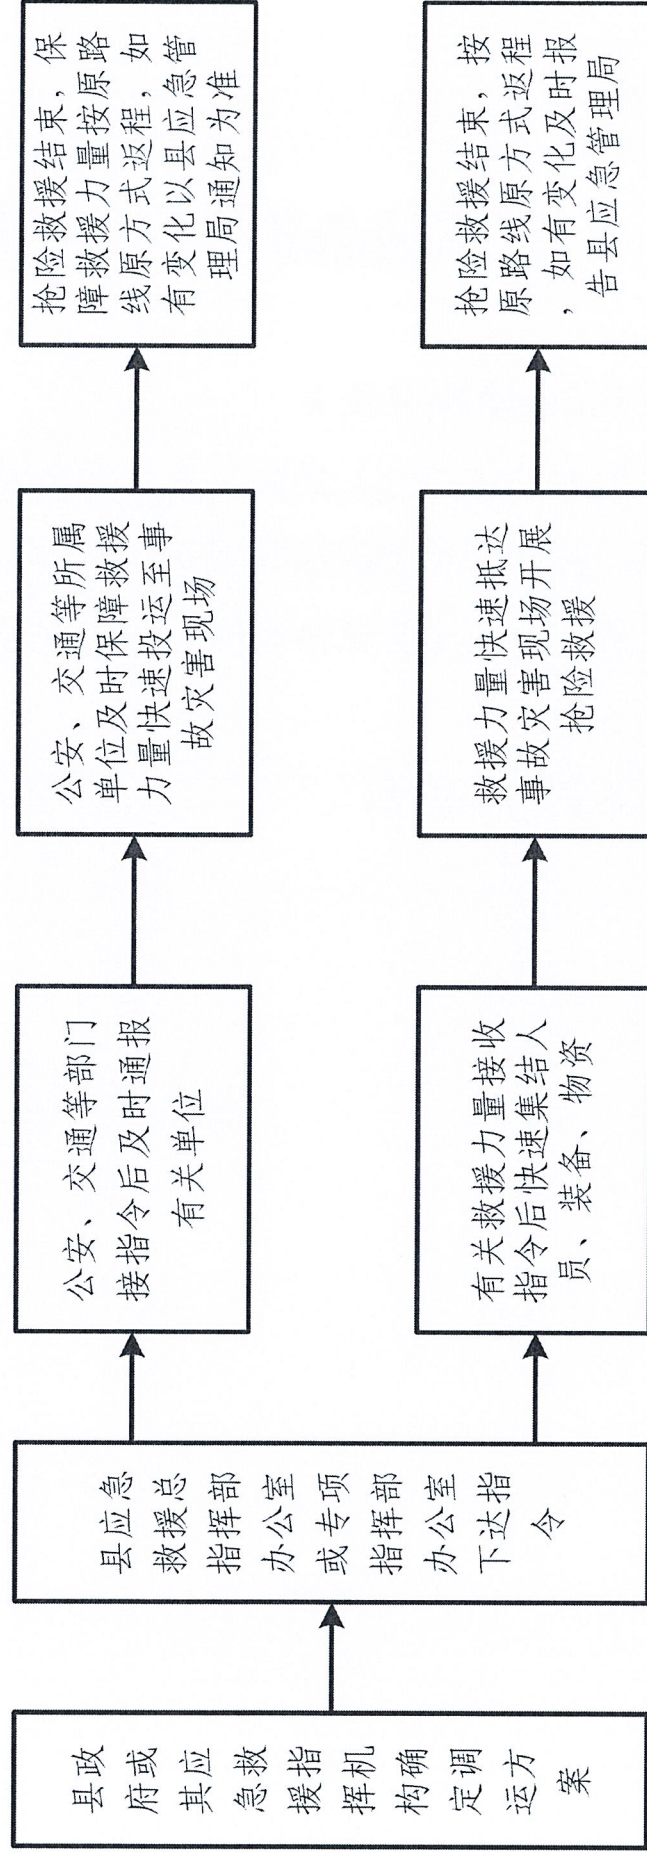 县政
府或
其应
急救
援指
挥机
构确
定调
运方
案
县应急
救援总
指挥部
办公室
或专项
指挥部
办公室
下达指
令
公安、交通等部门
接指令后及时通报
有关单位
公安、交通等所属
单位及时保障救援
力量快速投运至事
故灾害现场
抢险救援结束，保
障救援力量按原路
线原方式返程，如
有变化以县应急管
理局通知为准
有关救援力量接收
指令后快速集结人
员、装备、物资
救援力量快速抵达
事故灾害现场开展
抢险救援
抢险救援结束，按
原路线原方式返程
，如有变化及时报
告县应急管理局